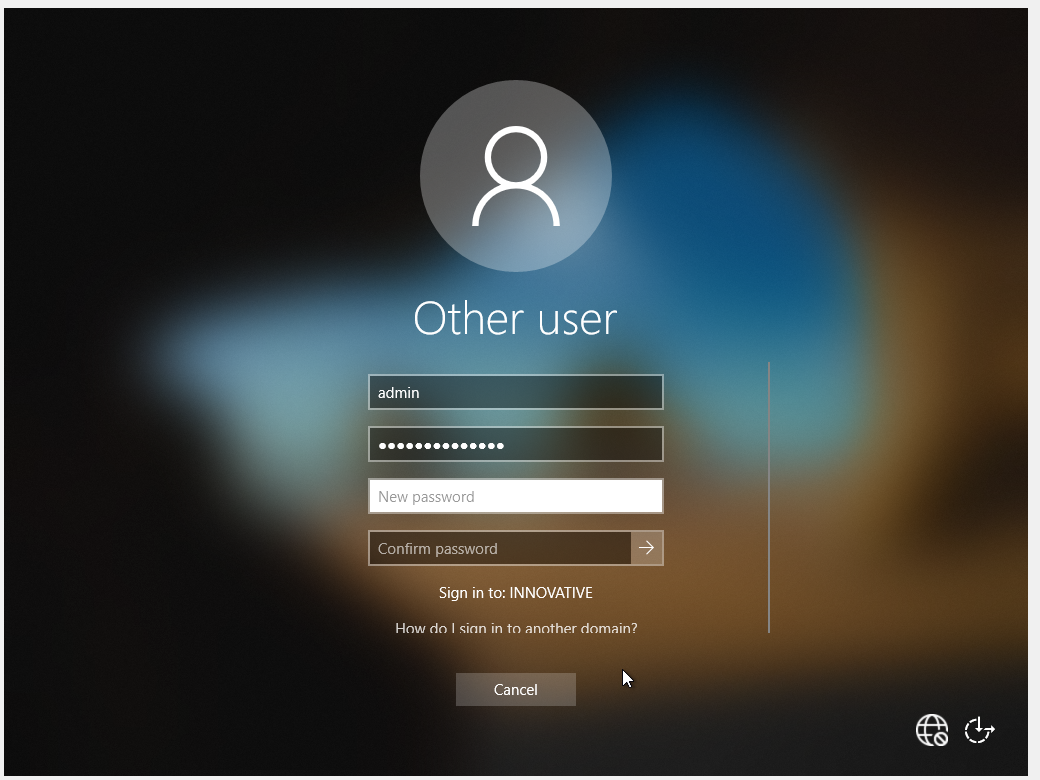 Other user
admin
●●●●●●●●●●●●●●
New password
Confirm password
Sign in to: INNOVATIVE
How do I sign in to another domain?
Cancel